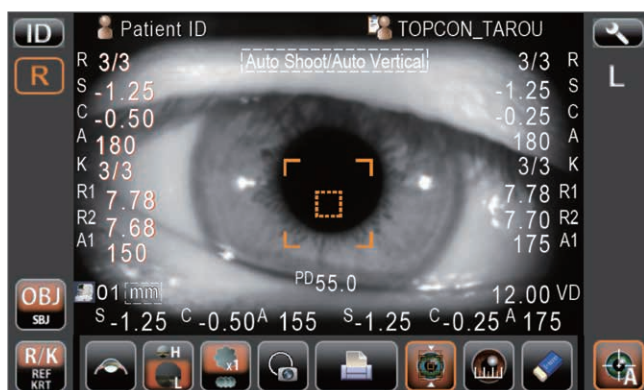 ID Patient ID TOPCON_TAROU
R R 3/3 Auto Shoot/Auto Vertical 3/3 R L
S -1.25 -1.25 S
C -0.50 -0.25 C
A 180 180 A
K 3/3 3/3 K
R1 7.78 7.78 R1
R2 7.68 7.70 R2
A1 150 175 A1
PD 55.0
OBJ 01 mm 12.00 VD
SBJ S -1.25 C -0.50 A 155 S -1.25 C -0.25 A 175
R/K H x1
REF L A
KRT